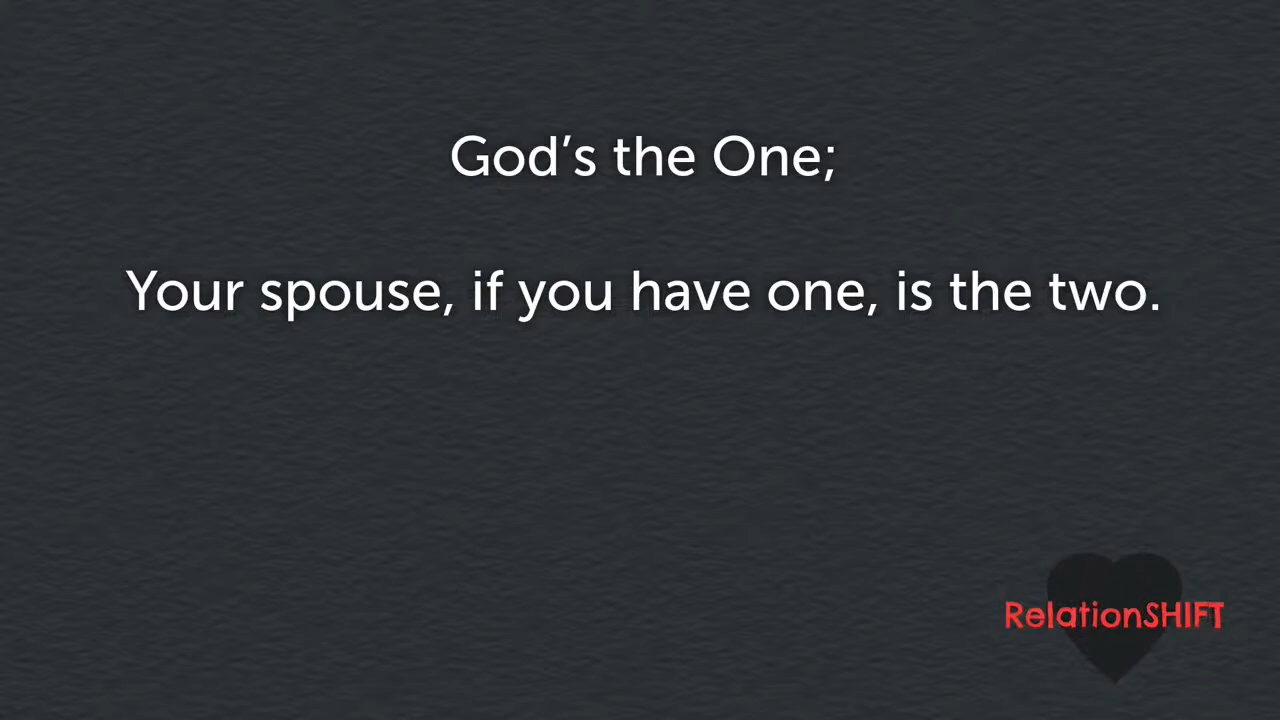 God’s the One;
Your spouse, if you have one, is the two.
RelationSHIFT